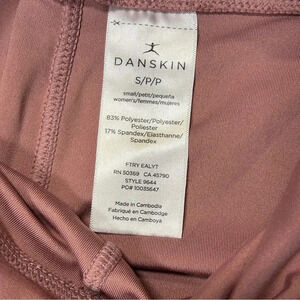 DANSKIN
S/P/P
small/petit/pequeña
women's/femmes/mujeres
83% Polyester/Polyester/
Poliester
17% Spandex/Elasthanne/
Spandex
FTRY EALYT
RN 50369 CA 45790
STYLE 9644
PO# 10035647
Made in Cambodia
Fabriqué en Cambodge
Hecho en Camboya